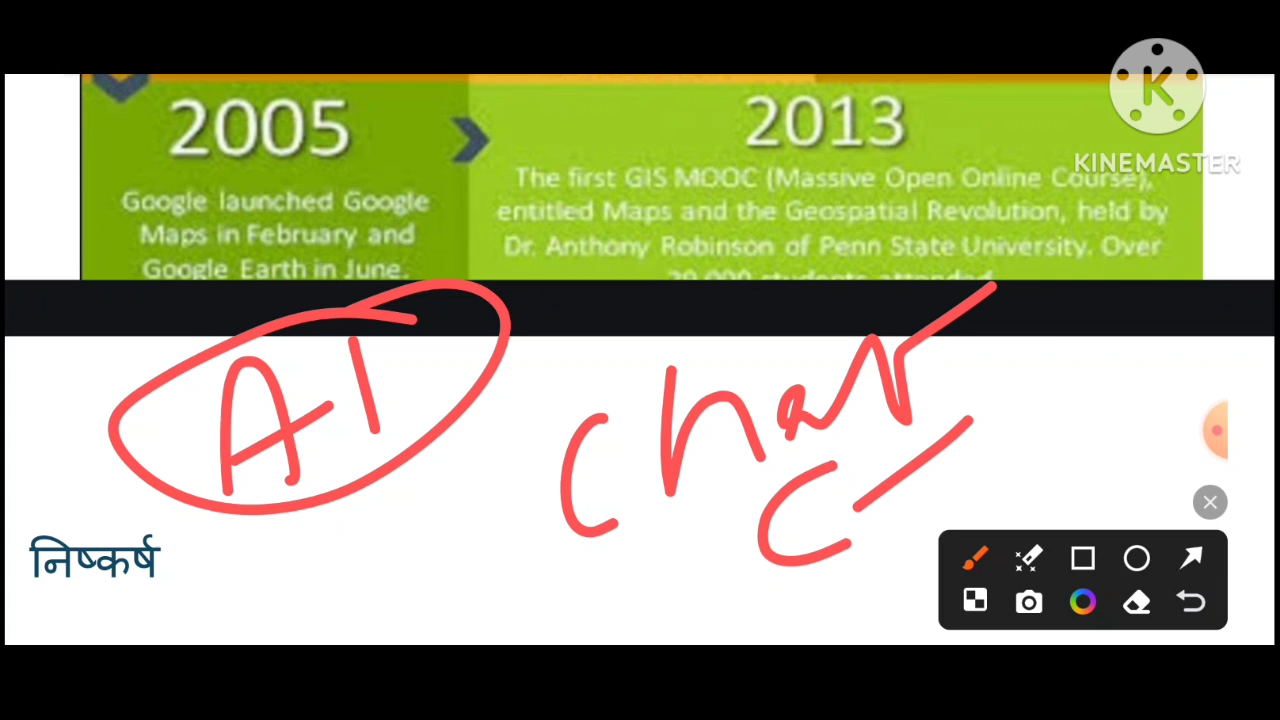 2005
Google launched Google
Maps in February and
Google Earth in June.
2013
The first GIS MOOC (Massive Open Online Course),
entitled Maps and the Geospatial Revolution, held by
Dr. Anthony Robinson of Penn State University. Over
K
KINEMASTER
AI
निष्कर्ष